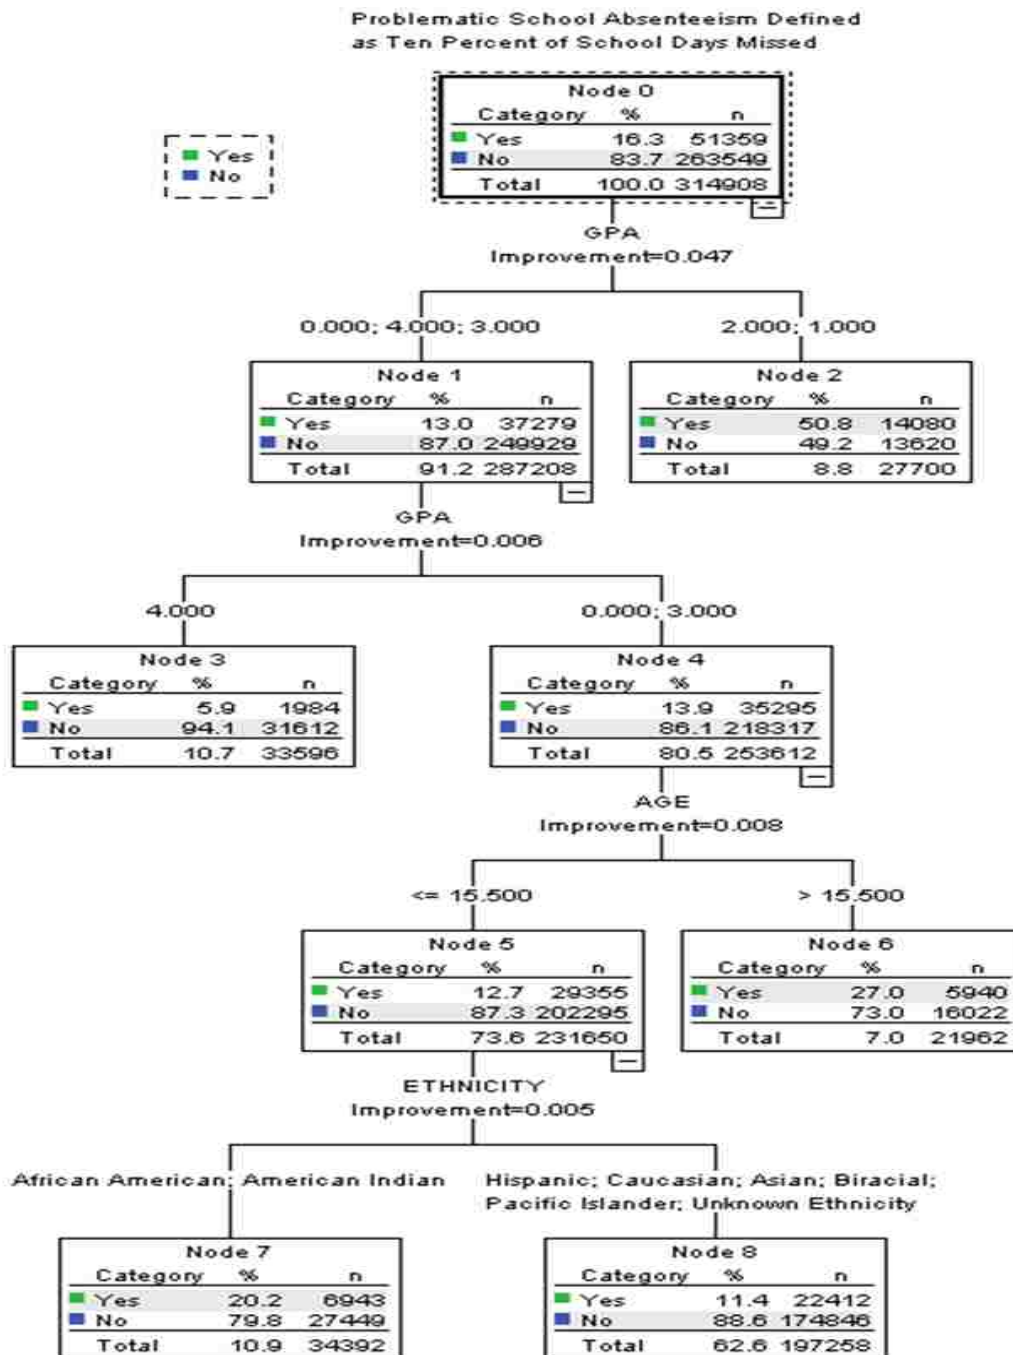 Problematic School Absenteeism Defined
as Ten Percent of School Days Missed
Yes
No
Node 0
Category % n
Yes 16.3 51359
No 83.7 263549
Total 100.0 314908
GPA
Improvement=0.047
0.000; 4.000; 3.000
2.000; 1.000
Node 1
Category % n
Yes 13.0 37279
No 87.0 249929
Total 91.2 287208
Node 2
Category % n
Yes 50.8 14080
No 49.2 13620
Total 8.8 27700
GPA
Improvement=0.006
4.000
0.000; 3.000
Node 3
Category % n
Yes 5.9 1984
No 94.1 31612
Total 10.7 33596
Node 4
Category % n
Yes 13.9 35295
No 86.1 218317
Total 80.5 253612
AGE
Improvement=0.008
<= 15.500
> 15.500
Node 5
Category % n
Yes 12.7 29355
No 87.3 202295
Total 73.6 231650
Node 6
Category % n
Yes 27.0 5940
No 73.0 16022
Total 7.0 21962
ETHNICITY
Improvement=0.005
African American; American Indian
Hispanic; Caucasian; Asian; Biracial;
Pacific Islander; Unknown Ethnicity
Node 7
Category % n
Yes 20.2 6943
No 79.8 27449
Total 10.9 34392
Node 8
Category % n
Yes 11.4 22412
No 88.6 174846
Total 62.6 197258